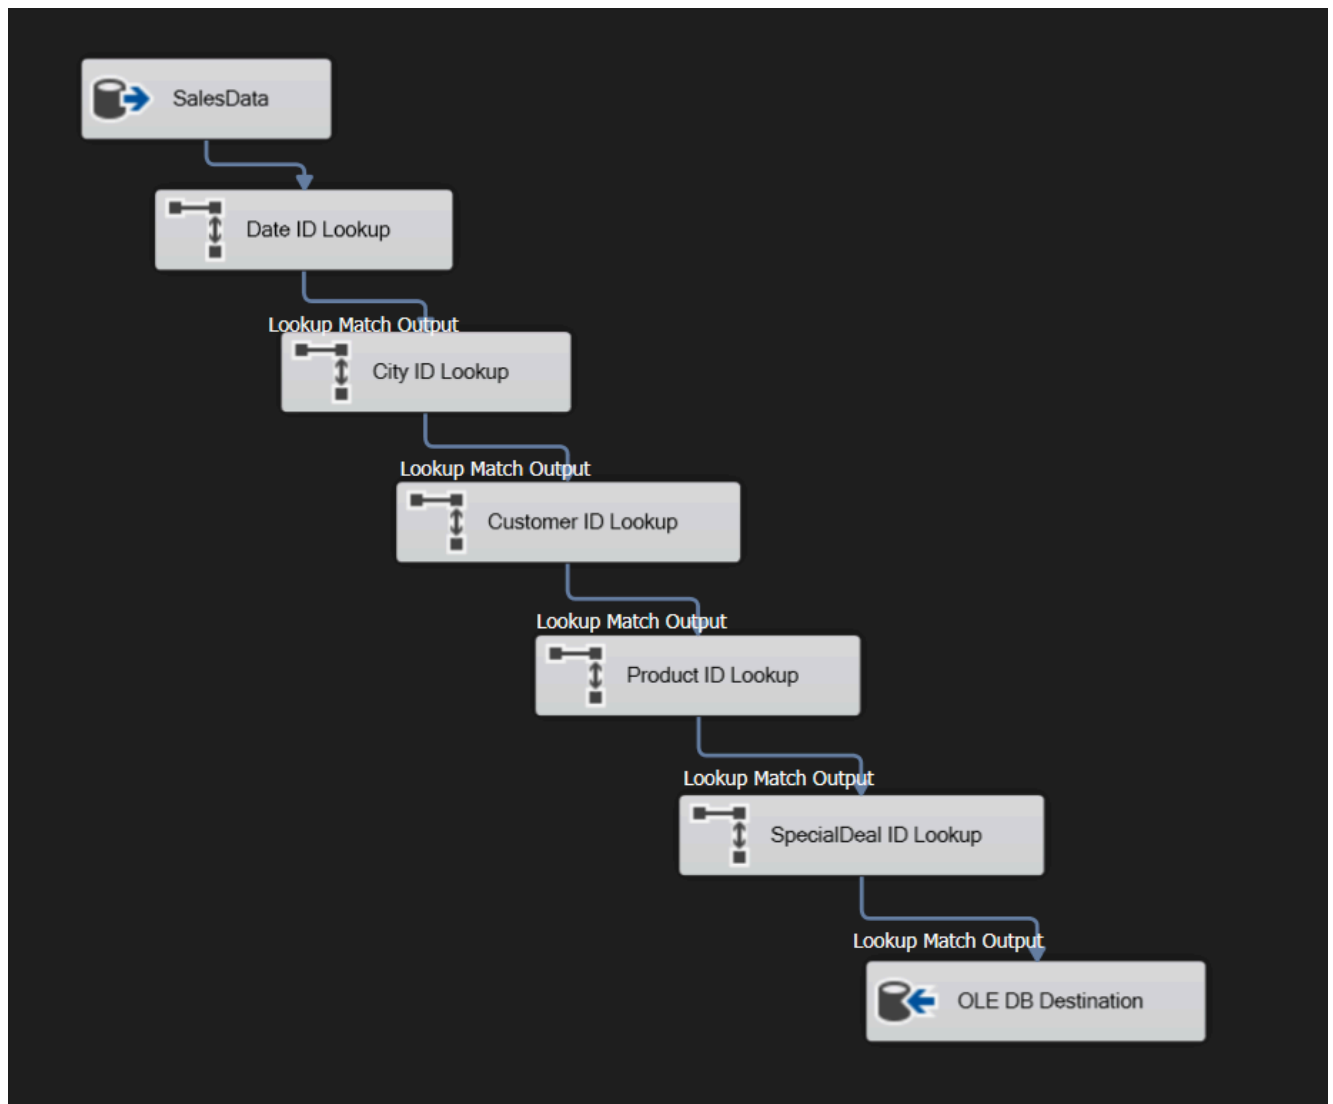 SalesData
Date ID Lookup
Lookup Match Output
City ID Lookup
Lookup Match Output
Customer ID Lookup
Lookup Match Output
Product ID Lookup
Lookup Match Output
SpecialDeal ID Lookup
Lookup Match Output
OLE DB Destination